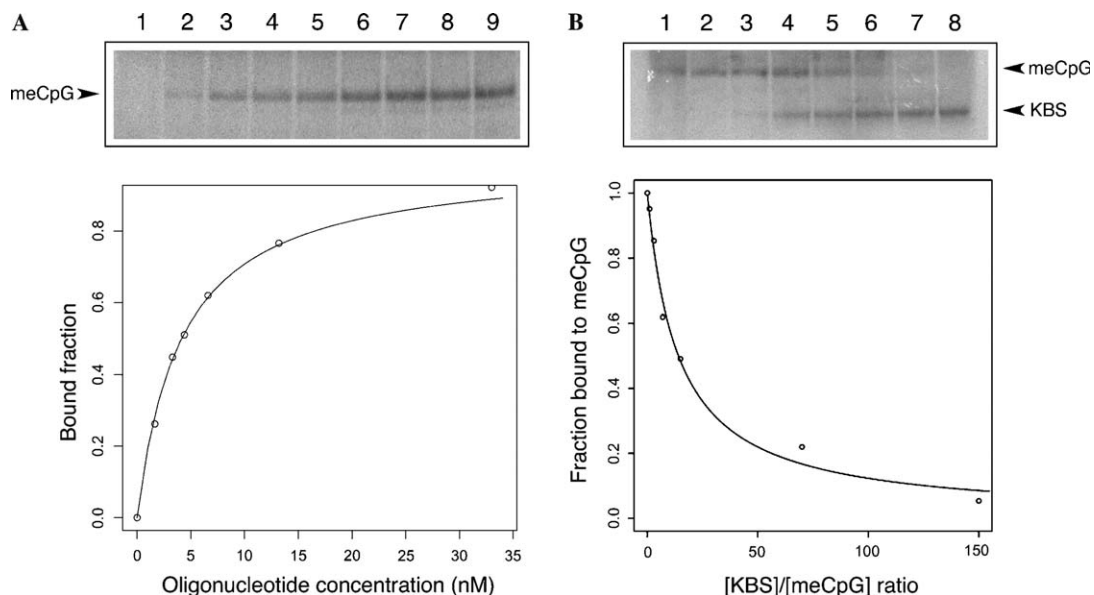 A
1 2 3 4 5 6 7 8 9
meCpG
Bound fraction
0.0 0.2 0.4 0.6 0.8
0 5 10 15 20 25 30 35
Oligonucleotide concentration (nM)
B
1 2 3 4 5 6 7 8
meCpG
KBS
Fraction bound to meCpG
0.0 0.2 0.4 0.6 0.8 1.0
0 50 100 150
[KBS]/[meCpG] ratio